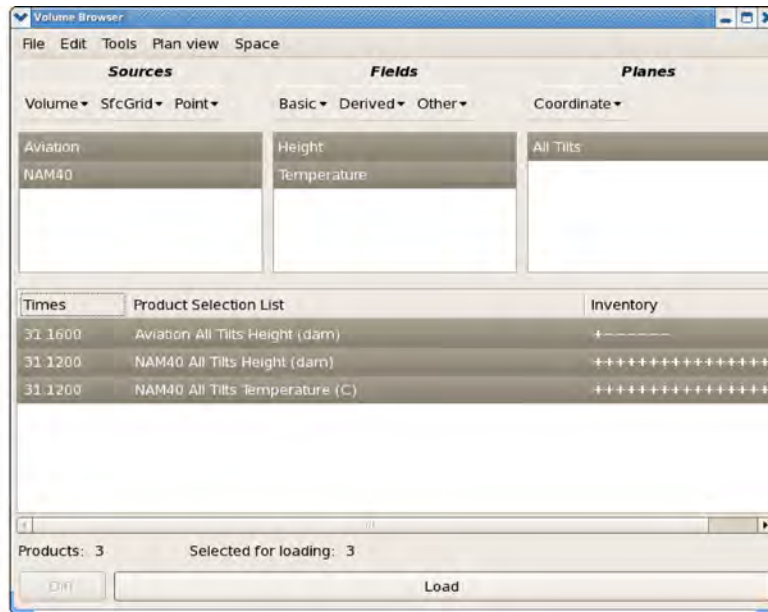 Volume Browser
File Edit Tools Plan view Space
Sources Fields Planes
Volume SfcGrid Point Basic Derived Other Coordinate
Aviation Height All Tilts
NAM40 Temperature
Times Product Selection List Inventory
31 1600 Aviation All Tilts Height (dam) +------
31 1200 NAM40 All Tilts Height (dam) ++++++++++++++++
31 1200 NAM40 All Tilts Temperature (C) ++++++++++++++++
Products: 3 Selected for loading: 3
Diff Load